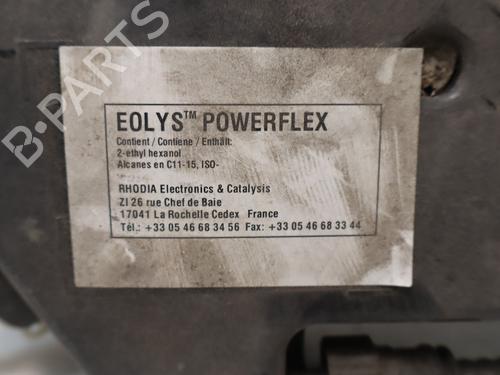 EOLYS™ POWERFLEX
Contient / Contiene / Enthält:
2-éthyl hexanol
Alcanes en C11-15, ISO-
RHODIA Electronics & Catalysis
ZI 26 rue Chef de Baie
17041 La Rochelle Cedex France
Tél.: +33 05 46 68 34 56 Fax: +33 05 46 68 33 44
B-PARTS